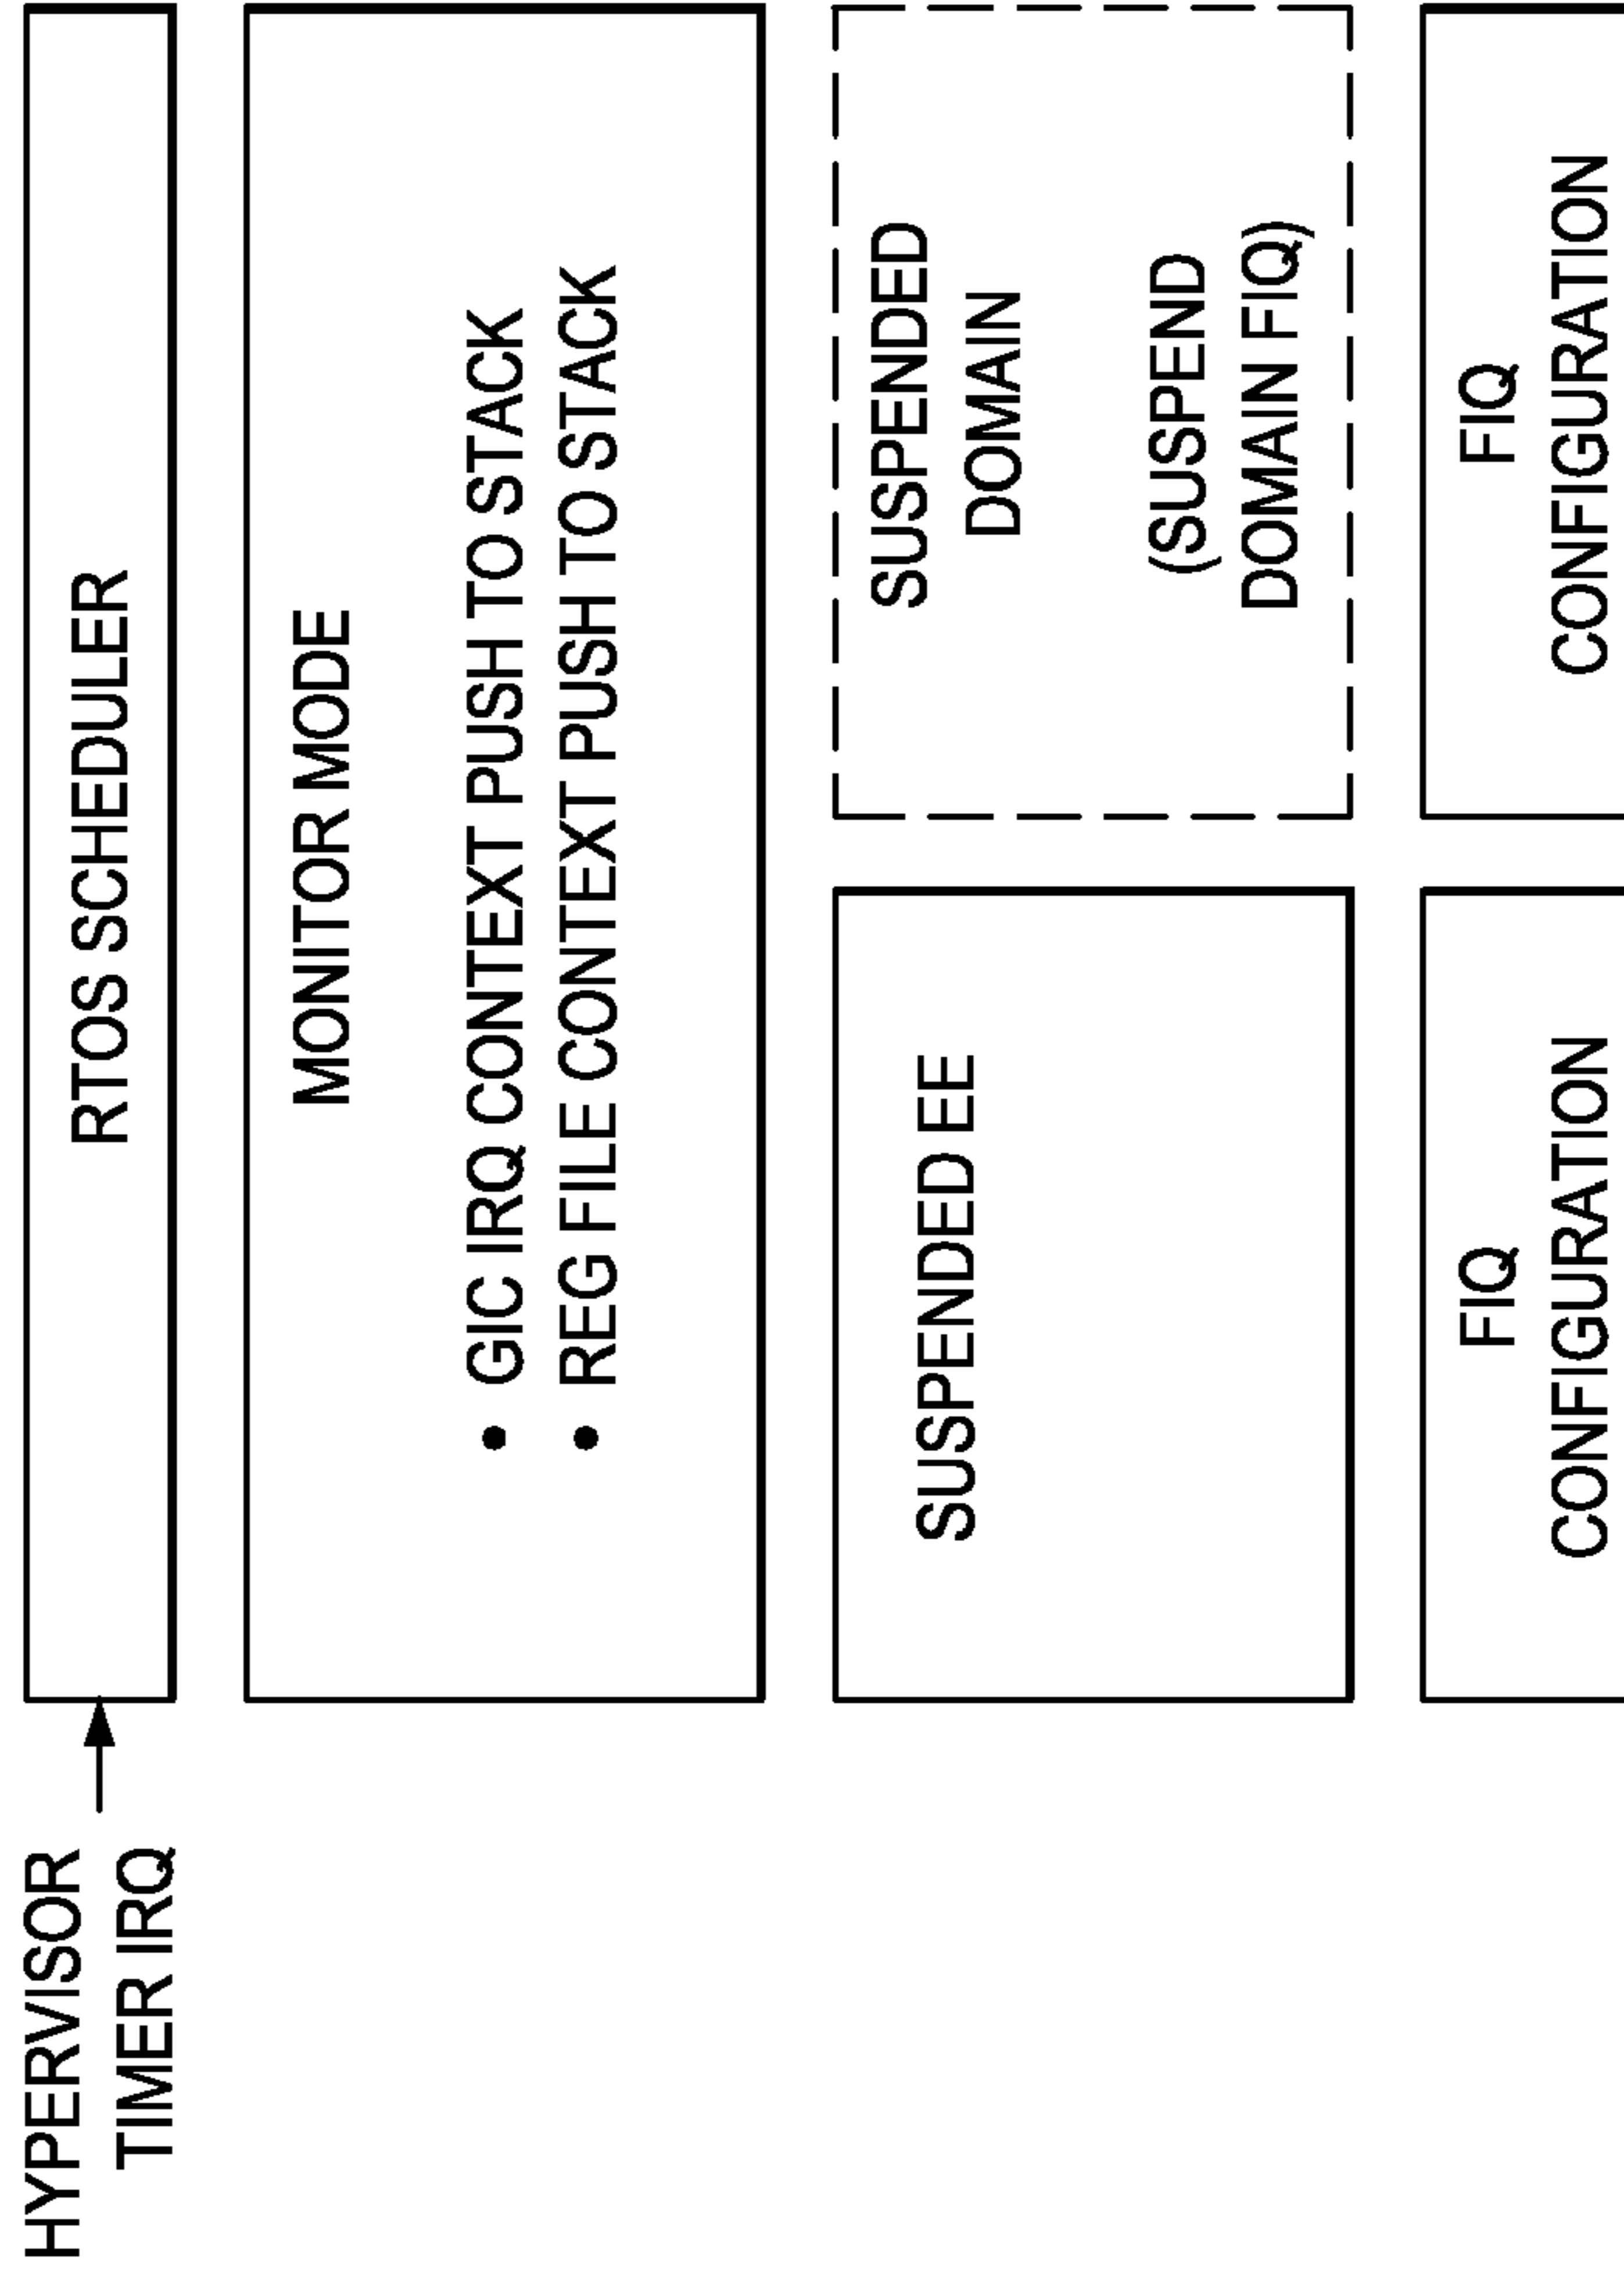 HYPERVISOR
TIMER IRQ
RTOS SCHEDULER
MONITOR MODE
• GIC IRQ CONTEXT PUSH TO STACK
• REG FILE CONTEXT PUSH TO STACK
SUSPENDED EE
SUSPENDED
DOMAIN
(SUSPEND
DOMAIN FIQ)
FIQ
CONFIGURATION
FIQ
CONFIGURATION